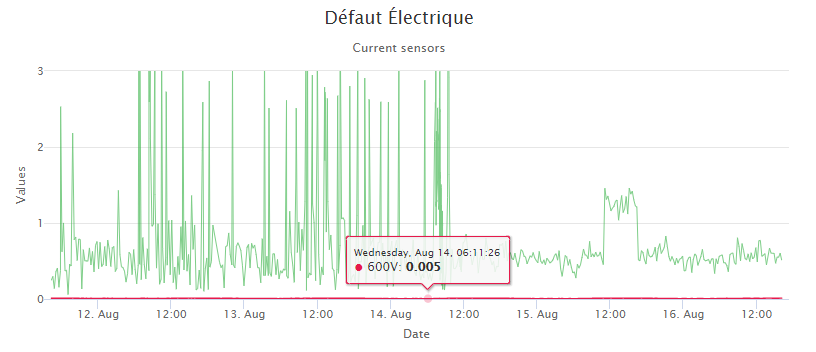 Défaut Électrique
Current sensors
3
2
1
0
Values
Wednesday, Aug 14, 06:11:26
600V: 0.005
12. Aug 12:00 13. Aug 12:00 14. Aug 12:00 15. Aug 12:00 16. Aug 12:00
Date